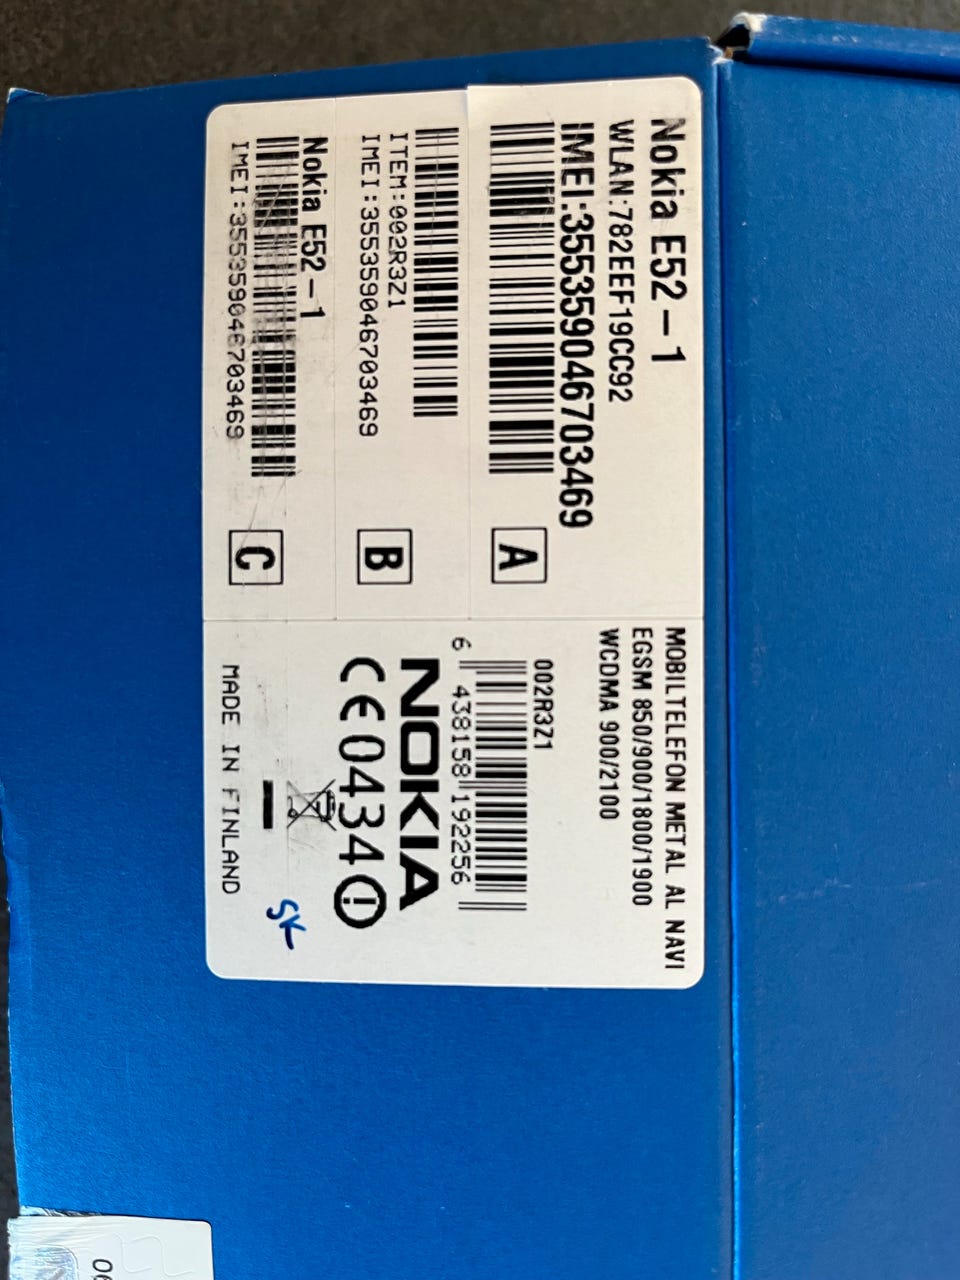 Nokia E52-1
WLAN:782EEF19CC92
IMEI:355359046703469
A
ITEM:002R3Z1
IMEI:355359046703469
B
Nokia E52-1
IMEI:355359046703469
C
MOBILTELEFON METAL AL NAVI
EGSM 850/900/1800/1900
WCDMA 900/2100
002R3Z1
6 438158 192256
NOKIA
CE0434
MADE IN FINLAND
SK
06